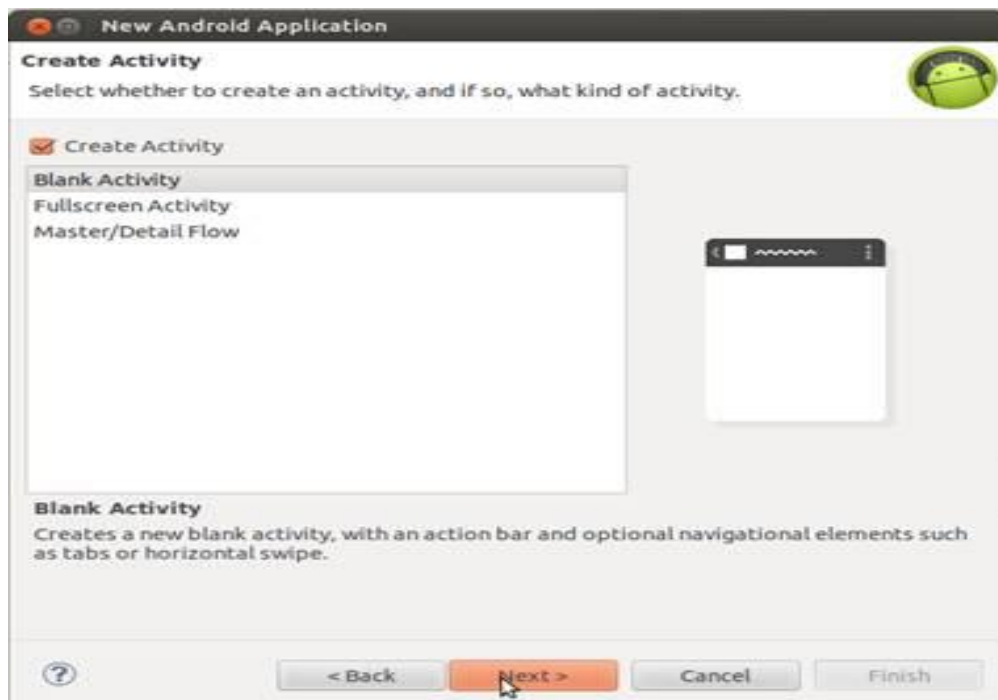 New Android Application
Create Activity
Select whether to create an activity, and if so, what kind of activity.
Create Activity
Blank Activity
Fullscreen Activity
Master/Detail Flow
Blank Activity
Creates a new blank activity, with an action bar and optional navigational elements such
as tabs or horizontal swipe.
?
< Back
Next >
Cancel
Finish